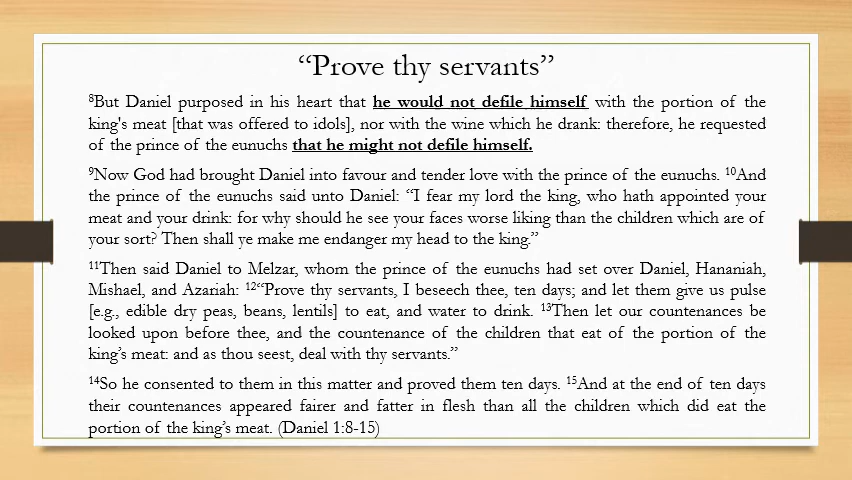 “Prove thy servants”
⁸But Daniel purposed in his heart that he would not defile himself with the portion of the
king's meat [that was offered to idols], nor with the wine which he drank: therefore, he requested
of the prince of the eunuchs that he might not defile himself.
⁹Now God had brought Daniel into favour and tender love with the prince of the eunuchs. ¹⁰And
the prince of the eunuchs said unto Daniel: “I fear my lord the king, who hath appointed your
meat and your drink: for why should he see your faces worse liking than the children which are of
your sort? Then shall ye make me endanger my head to the king.”
¹¹Then said Daniel to Melzar, whom the prince of the eunuchs had set over Daniel, Hananiah,
Mishael, and Azariah: ¹²“Prove thy servants, I beseech thee, ten days; and let them give us pulse
[e.g., edible dry peas, beans, lentils] to eat, and water to drink. ¹³Then let our countenances be
looked upon before thee, and the countenance of the children that eat of the portion of the
king’s meat: and as thou seest, deal with thy servants.”
¹⁴So he consented to them in this matter and proved them ten days. ¹⁵And at the end of ten days
their countenances appeared fairer and fatter in flesh than all the children which did eat the
portion of the king’s meat. (Daniel 1:8-15)